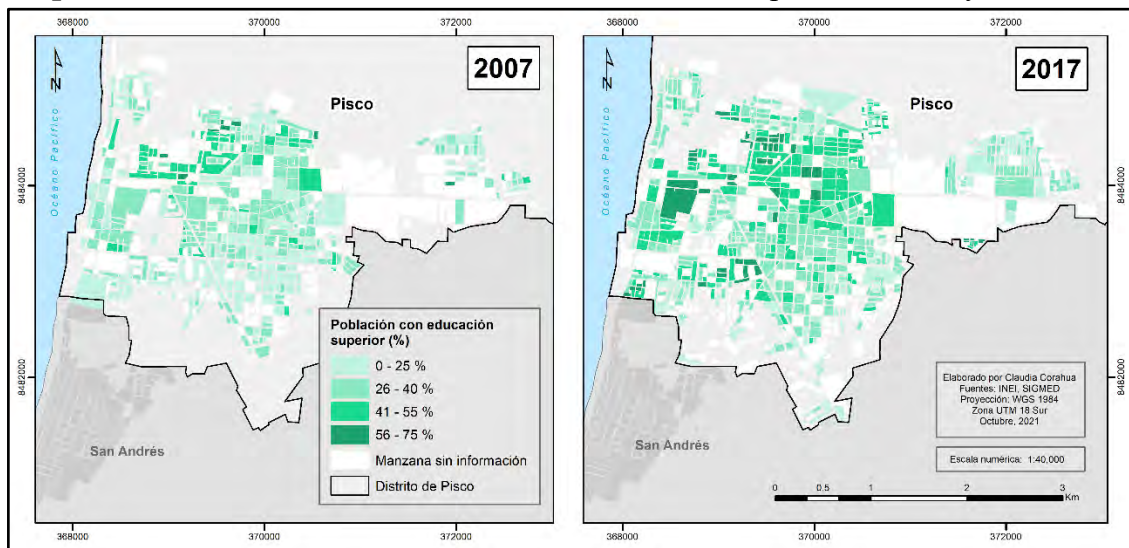 368000
370000
372000
368000
370000
372000
2007
Pisco
N
Océano Pacífico
8484000
8482000
San Andrés
Población con educación
superior (%)
0 - 25 %
26 - 40 %
41 - 55 %
56 - 75 %
Manzana sin información
Distrito de Pisco
2017
Pisco
N
Océano Pacífico
8484000
8482000
San Andrés
Elaborado por Claudia Corahua
Fuentes: INEI, SIGMED
Proyección: WGS 1984
Zona UTM 18 Sur
Octubre, 2021
Escala numérica: 1:40,000
0
0.5
1
2
3
Km
368000
370000
372000
368000
370000
372000